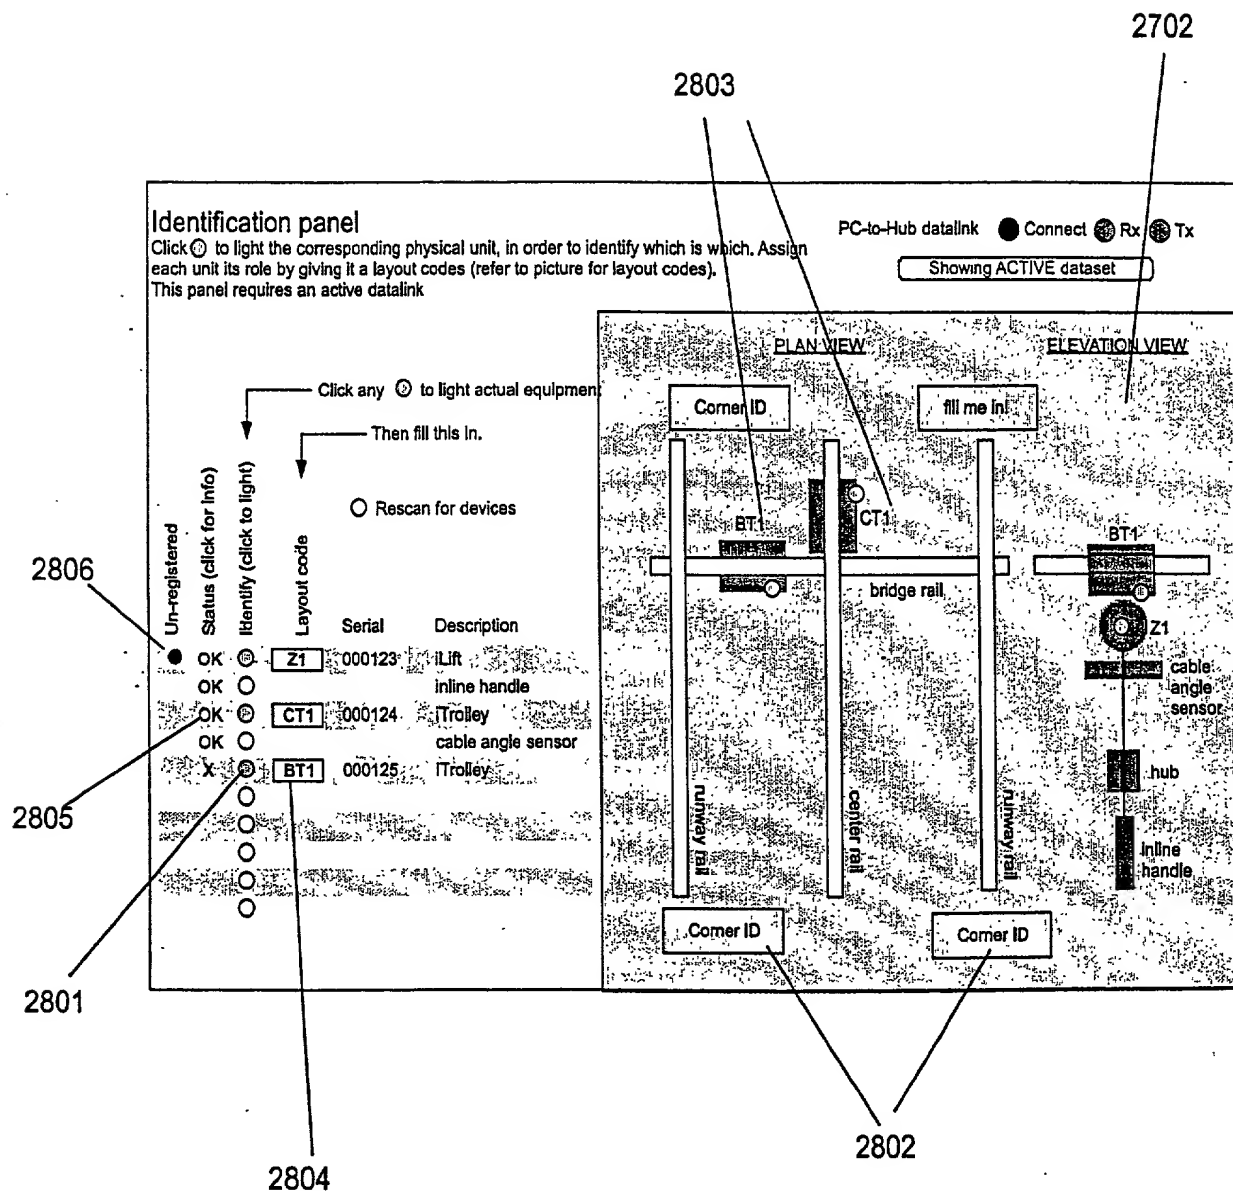 2702
2803
Identification panel
Click to light the corresponding physical unit, in order to identify which is which. Assign
each unit its role by giving it a layout codes (refer to picture for layout codes).
This panel requires an active datalink
PC-to-Hub datalink Connect Rx Tx
Showing ACTIVE dataset
PLAN VIEW
ELEVATION VIEW
Click any to light actual equipment
Then fill this in.
Corner ID
fill me in!
Rescan for devices
Un-registered
Status (click for info)
Identify (click to light)
Layout code
Serial
Description
2806
OK Z1 000123 iLift
OK inline handle
OK CT1 000124 iTrolley
OK cable angle sensor
X BT1 000125 iTrolley
2805
2801
2804
BT1
CT1
bridge rail
runway rail
center rail
runway rail
BT1
Z1
cable
angle
sensor
hub
inline
handle
Corner ID
Corner ID
2802